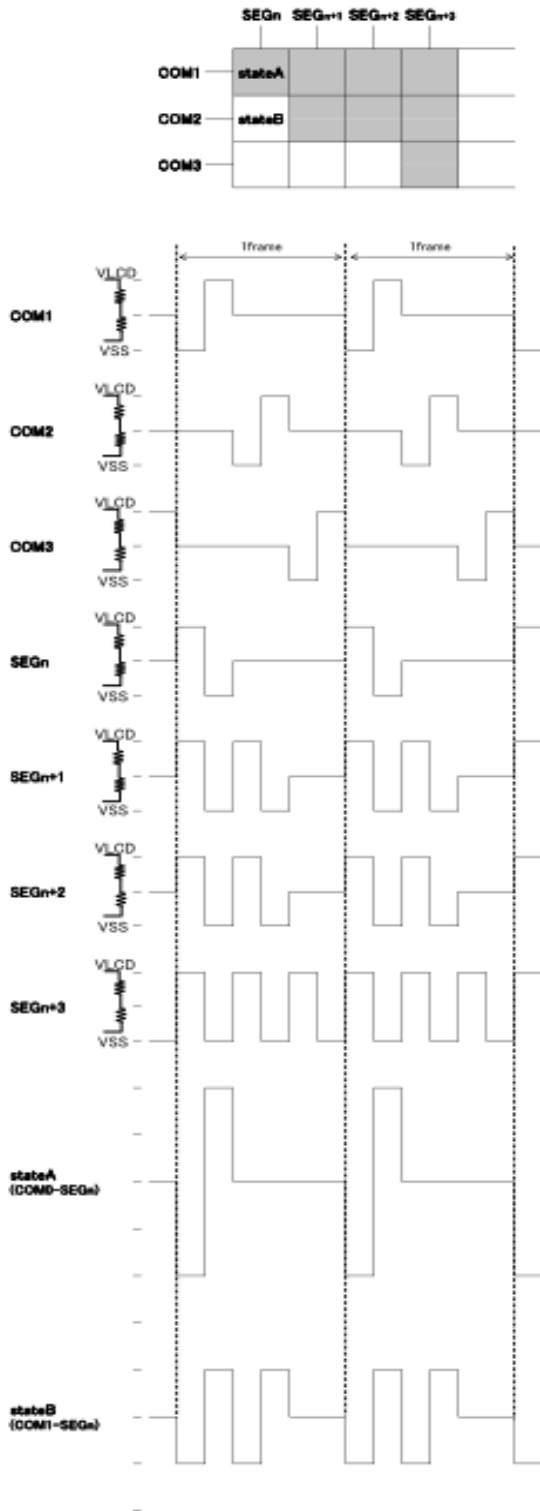 SEGn SEGn+1 SEGn+2 SEGn+3
COM1 stateA
COM2 stateB
COM3
1frame 1frame
VLCD
COM1
VSS
VLCD
COM2
VSS
VLCD
COM3
VSS
VLCD
SEGn
VSS
VLCD
SEGn+1
VSS
VLCD
SEGn+2
VSS
VLCD
SEGn+3
VSS
stateA
(COM0-SEGn)
stateB
(COM1-SEGn)